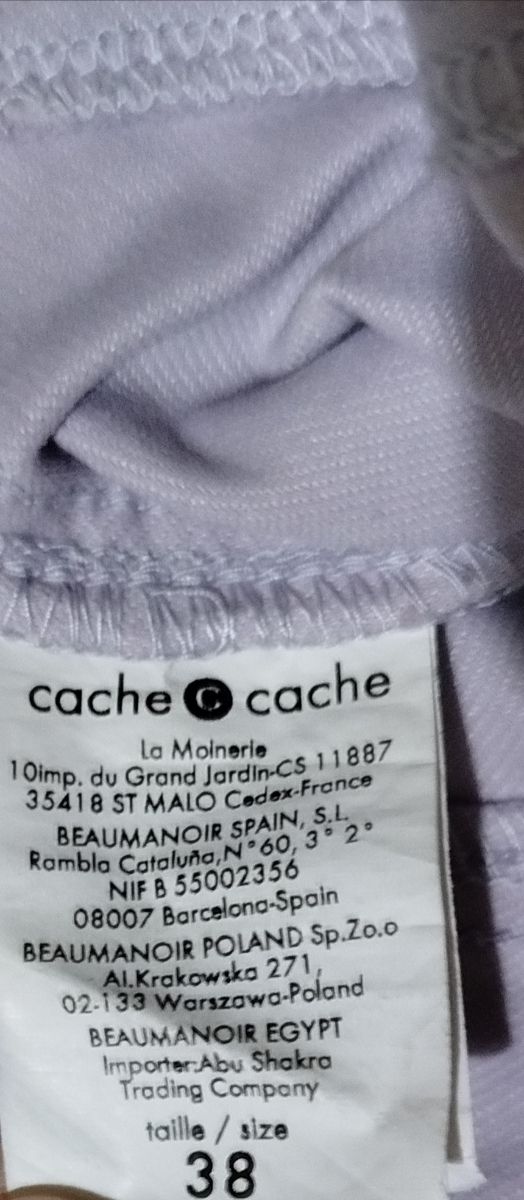 cache c cache
La Moinerie
10imp. du Grand Jardin-CS 11887
35418 ST MALO Cedex-France
BEAUMANOIR SPAIN, S.L.
Rambla Cataluña,N°60, 3° 2°
NIF B 55002356
08007 Barcelona-Spain
BEAUMANOIR POLAND Sp.Zo.o
Al.Krakowska 271,
02-133 Warszawa-Poland
BEAUMANOIR EGYPT
Importer:Abu Shakra
Trading Company
taille / size
38